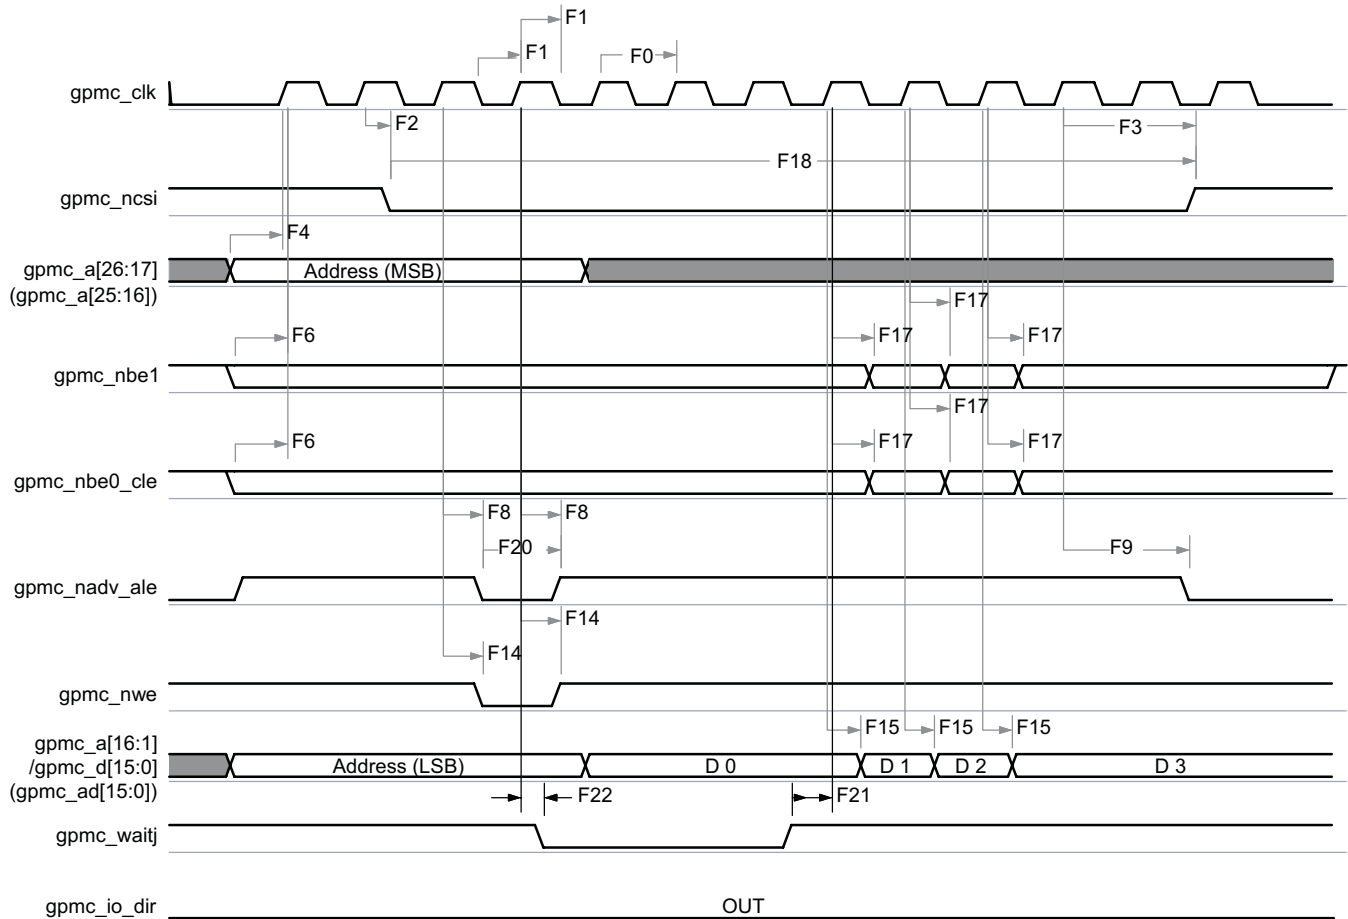 F1
F1
F0
gpmc_clk
F2
F3
F18
gpmc_ncsi
F4
gpmc_a[26:17]
(gpmc_a[25:16])
Address (MSB)
F17
F6
F17
F17
gpmc_nbe1
F17
F6
F17
F17
gpmc_nbe0_cle
F8
F8
F20
F9
gpmc_nadv_ale
F14
F14
gpmc_nwe
F15
F15
F15
gpmc_a[16:1]
/gpmc_d[15:0]
(gpmc_ad[15:0])
Address (LSB)
D 0
D 1
D 2
D 3
F22
F21
gpmc_waitj
gpmc_io_dir
OUT